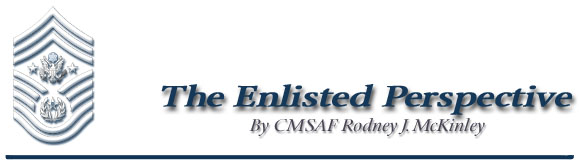 The Enlisted Perspective
By CMSAF Rodney J. McKinley